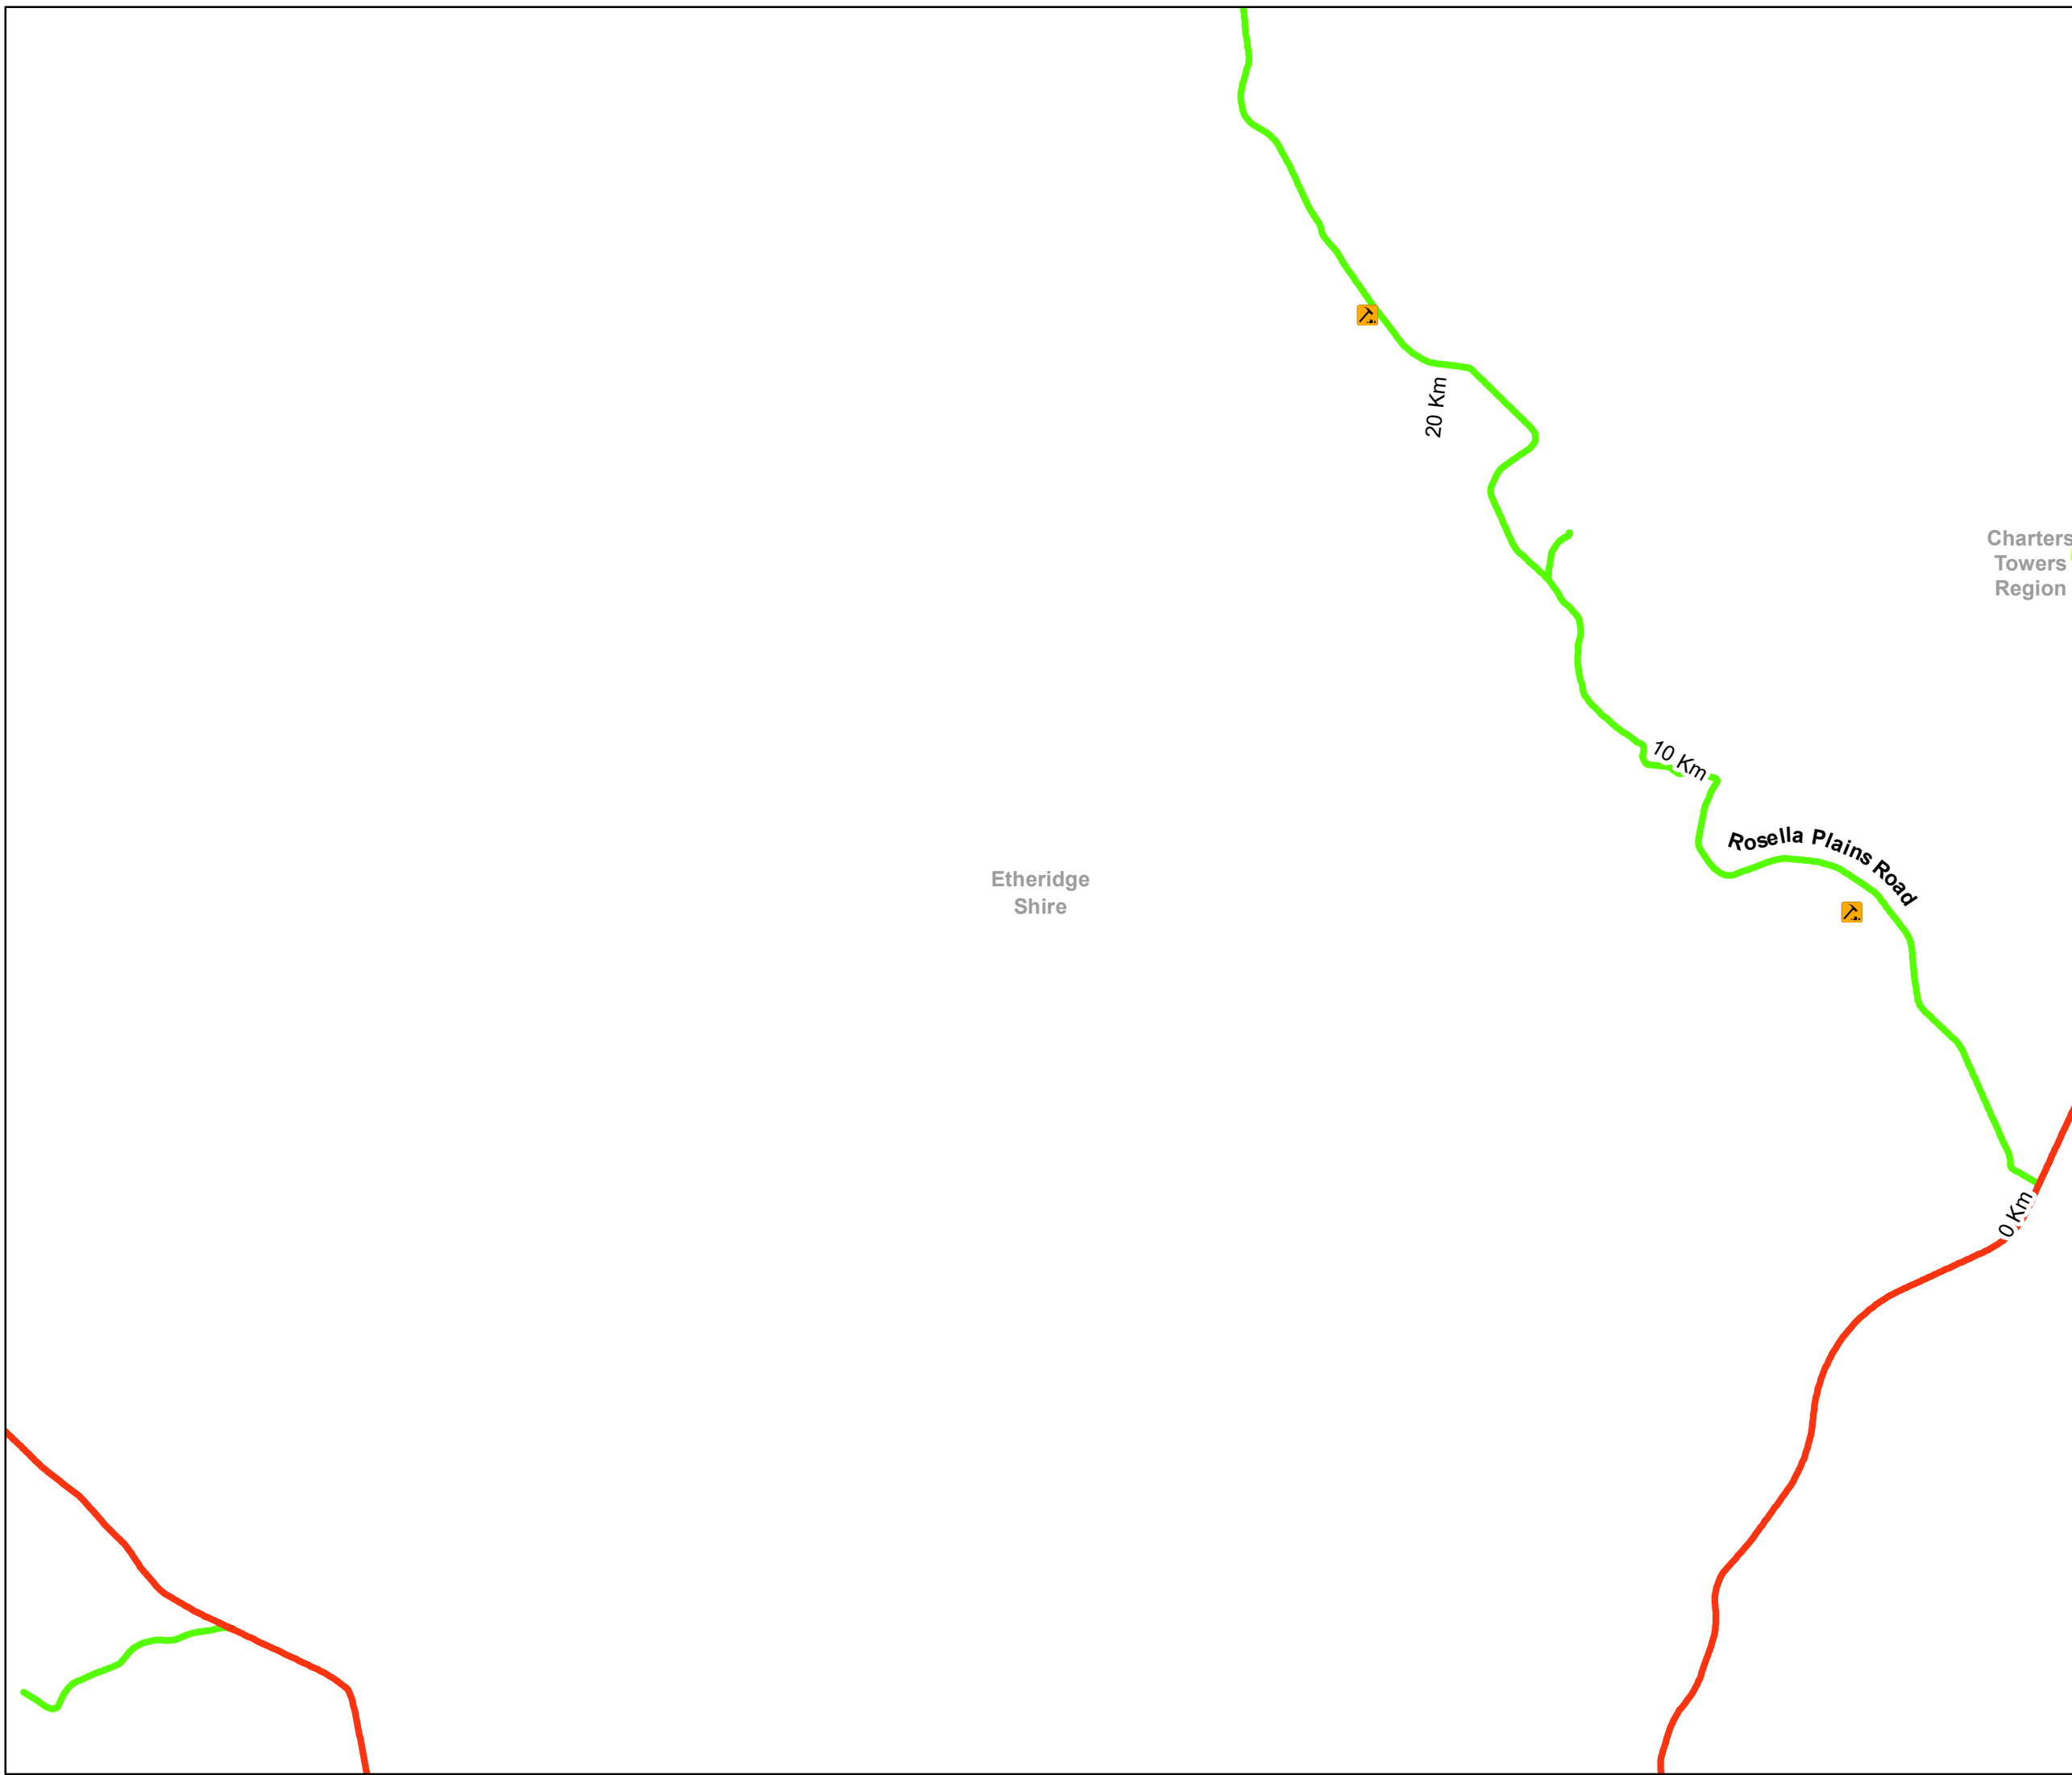 20 Km
Charters
Towers
Region
10 Km
Rosella Plains Road
Etheridge
Shire
0 Km